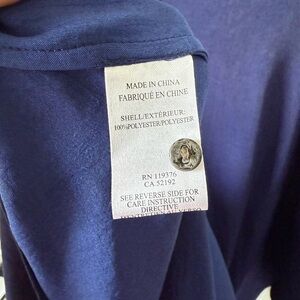 MADE IN CHINA
FABRIQUÉ EN CHINE
SHELL/EXTÉRIEUR:
100%POLYESTER/POLYESTER
RN 119376
CA 52192
SEE REVERSE SIDE FOR
CARE INSTRUCTION
DIRECTIVE